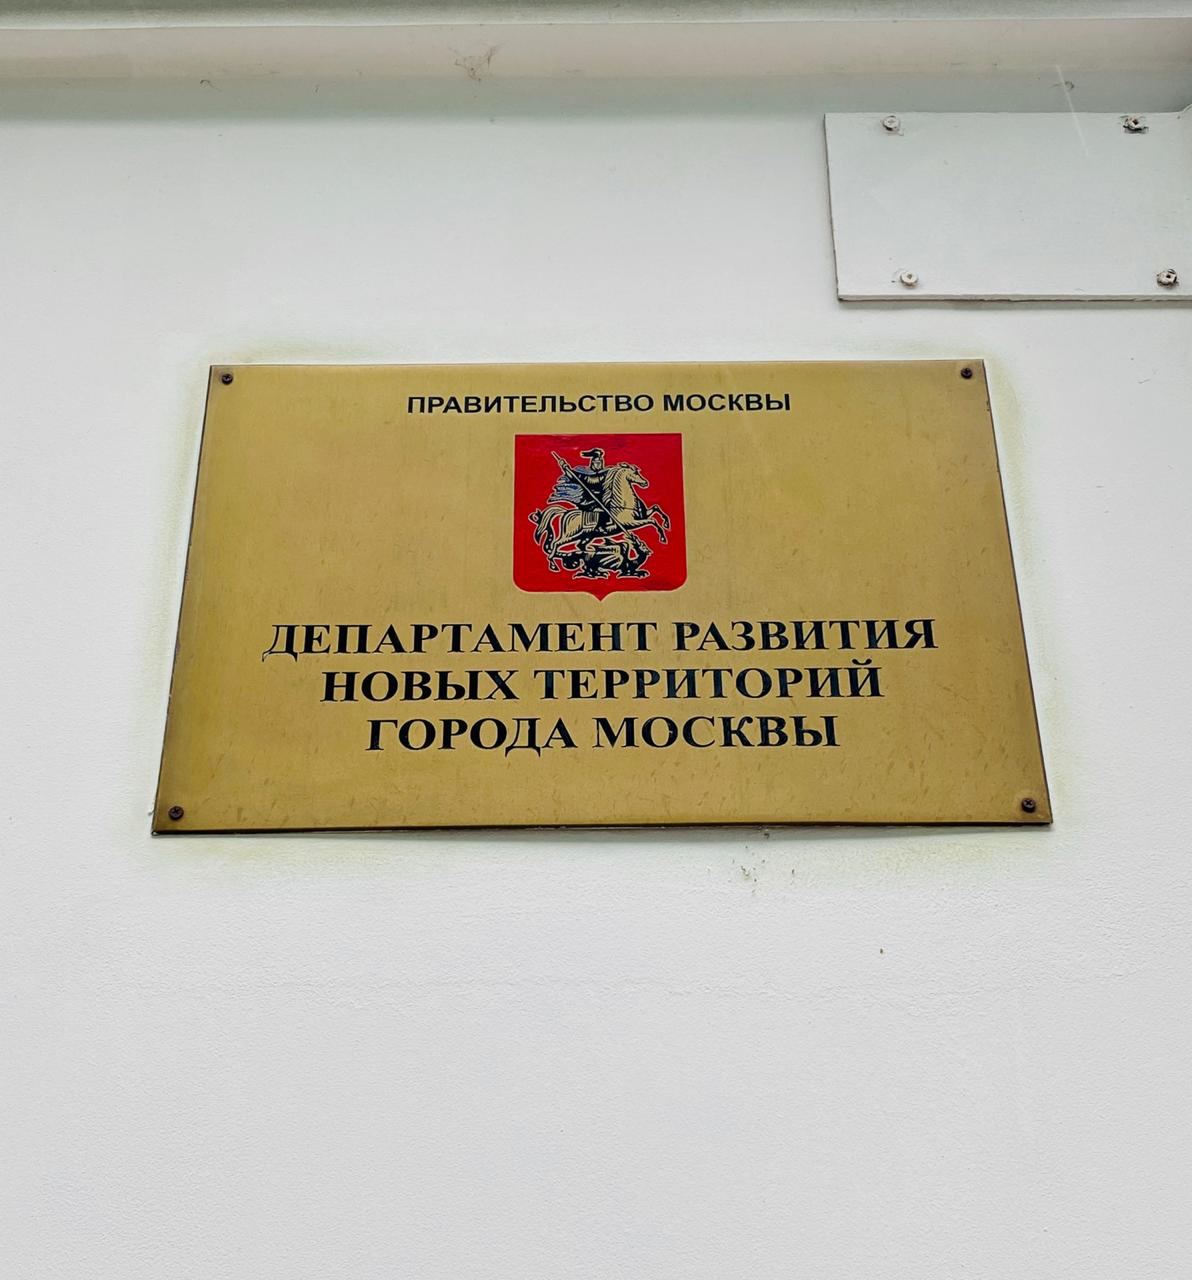 ПРАВИТЕЛЬСТВО МОСКВЫ
ДЕПАРТАМЕНТ РАЗВИТИЯ
НОВЫХ ТЕРРИТОРИЙ
ГОРОДА МОСКВЫ